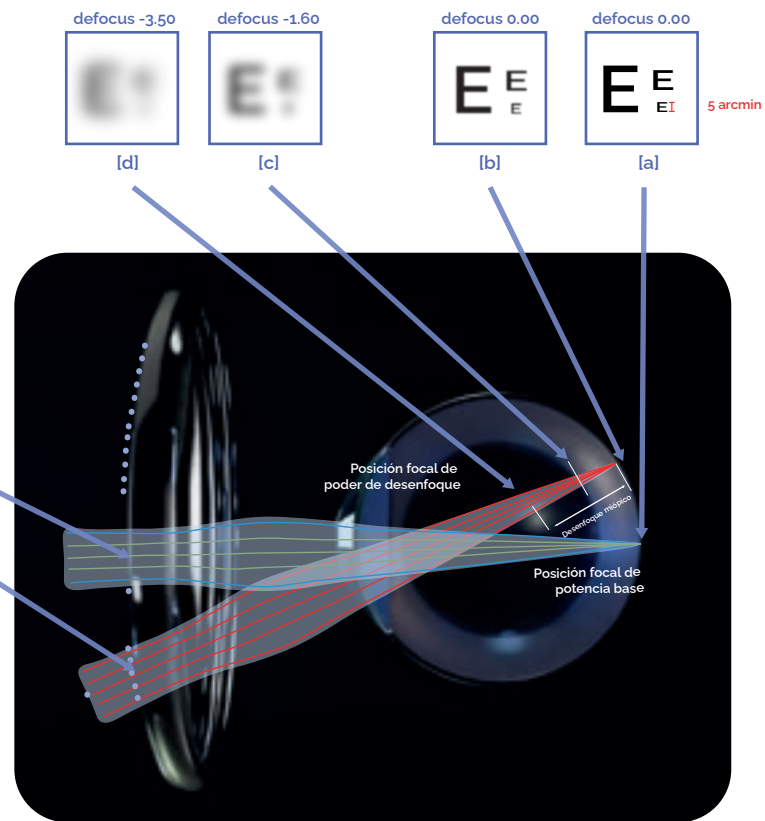 defocus -3.50
defocus -1.60
defocus 0.00
defocus 0.00
E E
E
E E
E
5 arcmin
[d]
[c]
[b]
[a]
Posición focal de
poder de desenfoque
Desenfoque miópico
Posición focal de
potencia base